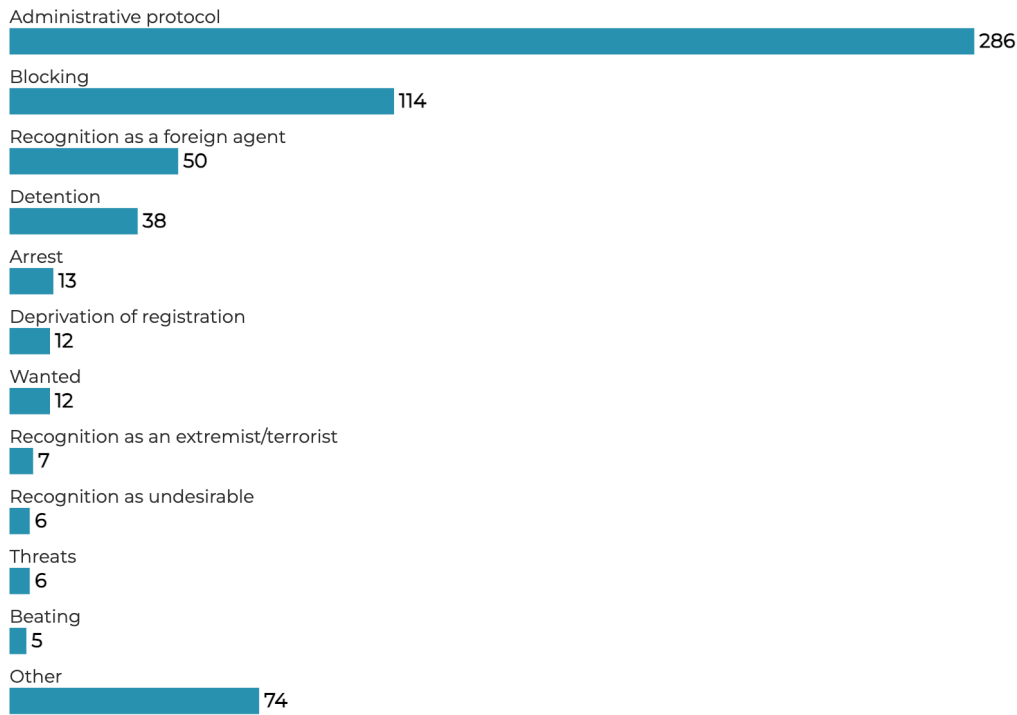 Administrative protocol
286
Blocking
114
Recognition as a foreign agent
50
Detention
38
Arrest
13
Deprivation of registration
12
Wanted
12
Recognition as an extremist/terrorist
7
Recognition as undesirable
6
Threats
6
Beating
5
Other
74